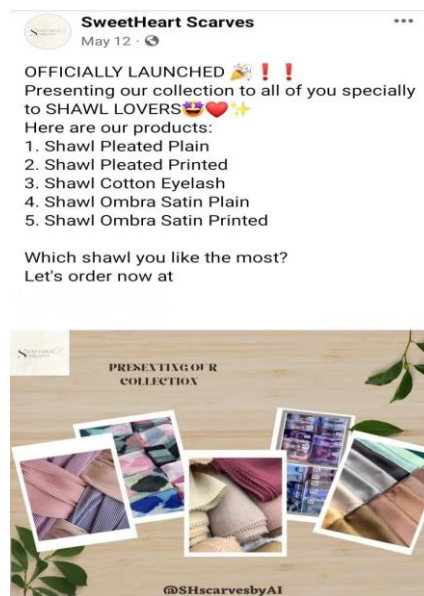 SweetHeart Scarves
May 12
OFFICIALLY LAUNCHED 🎉❗❗
Presenting our collection to all of you specially
to SHAWL LOVERS🤩❤️✨
Here are our products:
1. Shawl Pleated Plain
2. Shawl Pleated Printed
3. Shawl Cotton Eyelash
4. Shawl Ombra Satin Plain
5. Shawl Ombra Satin Printed
Which shawl you like the most?
Let's order now at
PRESENTING OUR
COLLECTION
@SHscarvesbyAI